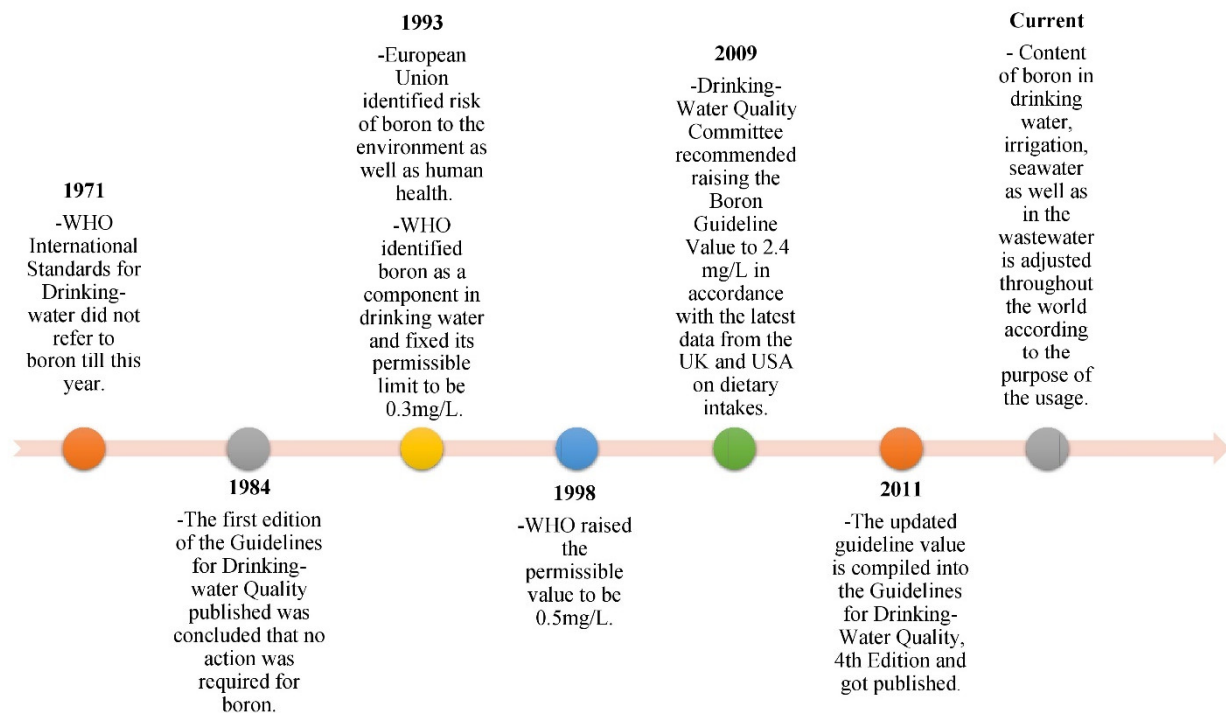 1971
-WHO
International
Standards for
Drinking-
water did not
refer to
boron till this
year.
1984
-The first edition
of the Guidelines
for Drinking-
water Quality
published was
concluded that no
action was
required for
boron.
1993
-European
Union
identified risk
of boron to the
environment as
well as human
health.
-WHO
identified
boron as a
component in
drinking water
and fixed its
permissible
limit to be
0.3mg/L.
1998
-WHO raised
the
permissible
value to be
0.5mg/L.
2009
-Drinking-
Water Quality
Committee
recommended
raising the
Boron
Guideline
Value to 2.4
mg/L in
accordance
with the latest
data from the
UK and USA
on dietary
intakes.
2011
-The updated
guideline value
is compiled into
the Guidelines
for Drinking-
Water Quality,
4th Edition and
got published.
Current
- Content
of boron in
drinking
water,
irrigation,
seawater
as well as
in the
wastewater
is adjusted
throughout
the world
according
to the
purpose of
the usage.